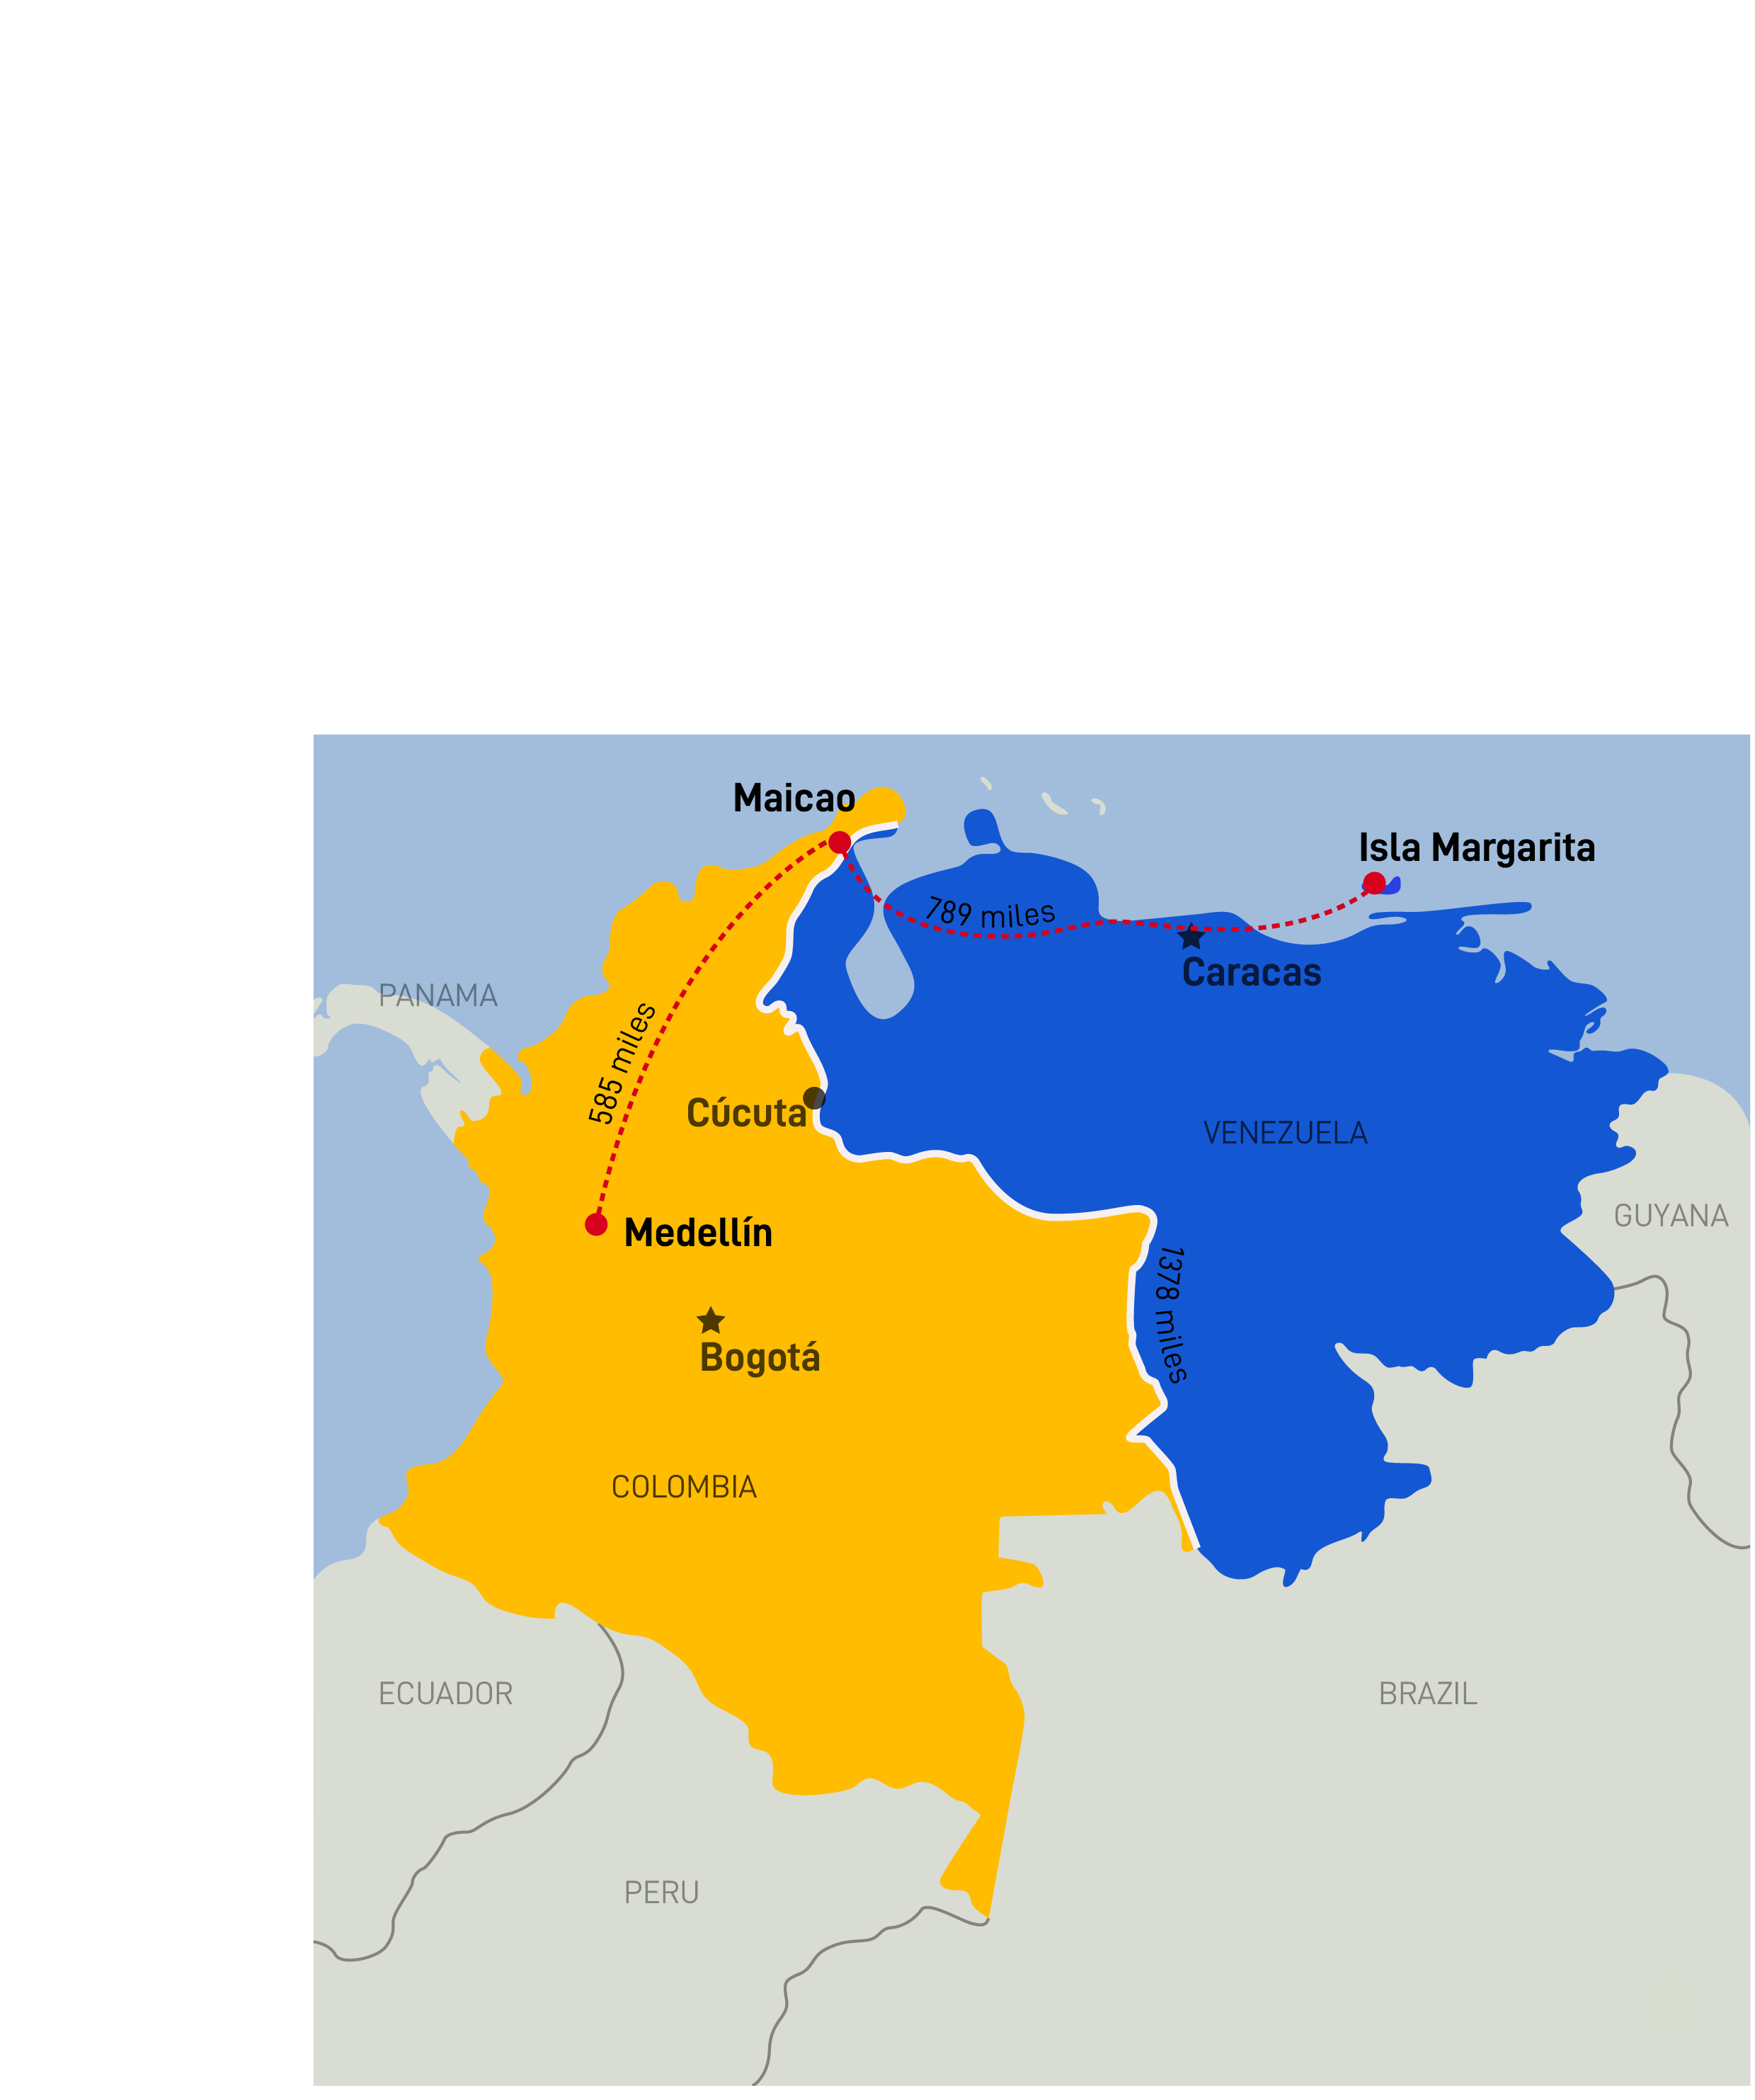 Maicao
Isla Margarita
789 miles
Caracas
PANAMA
585 miles
Cúcuta
VENEZUELA
GUYANA
Medellín
1378 miles
Bogotá
COLOMBIA
ECUADOR
BRAZIL
PERU